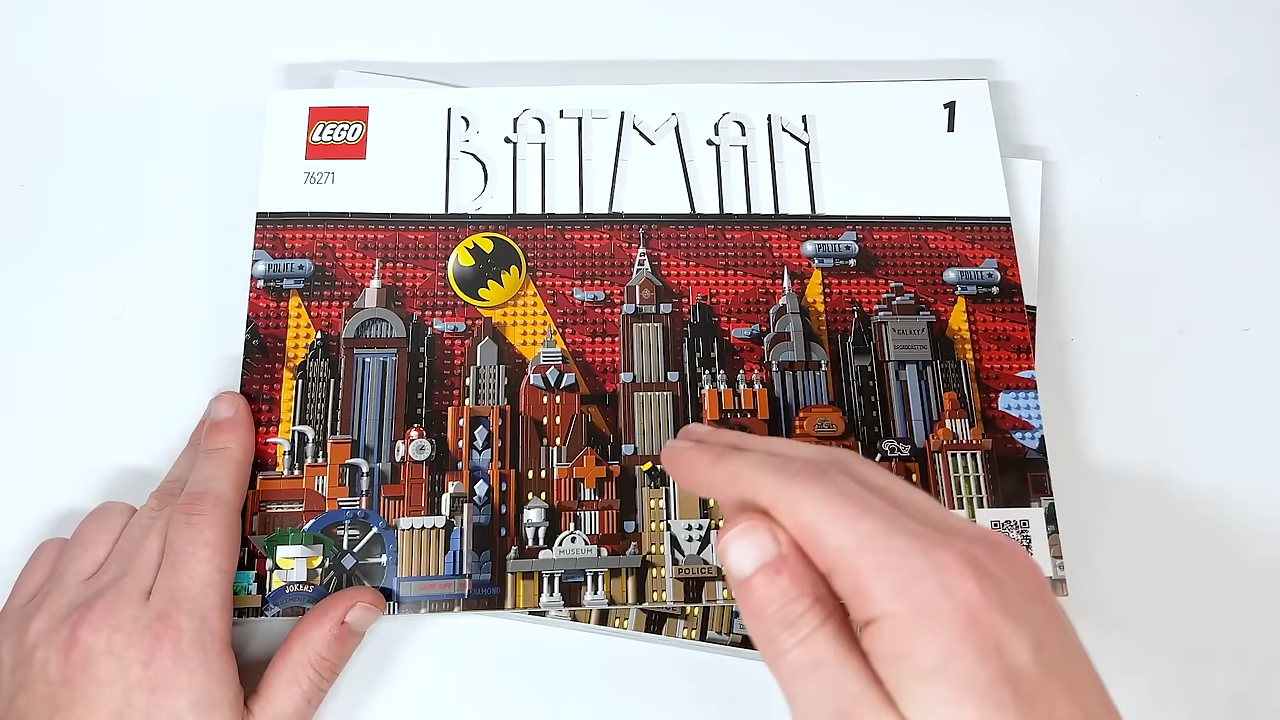 LEGO
BATMAN
1
76271
POLICE
POLICE
POLICE
GALAXY
BROADCASTING
MUSEUM
POLICE
JOKERS